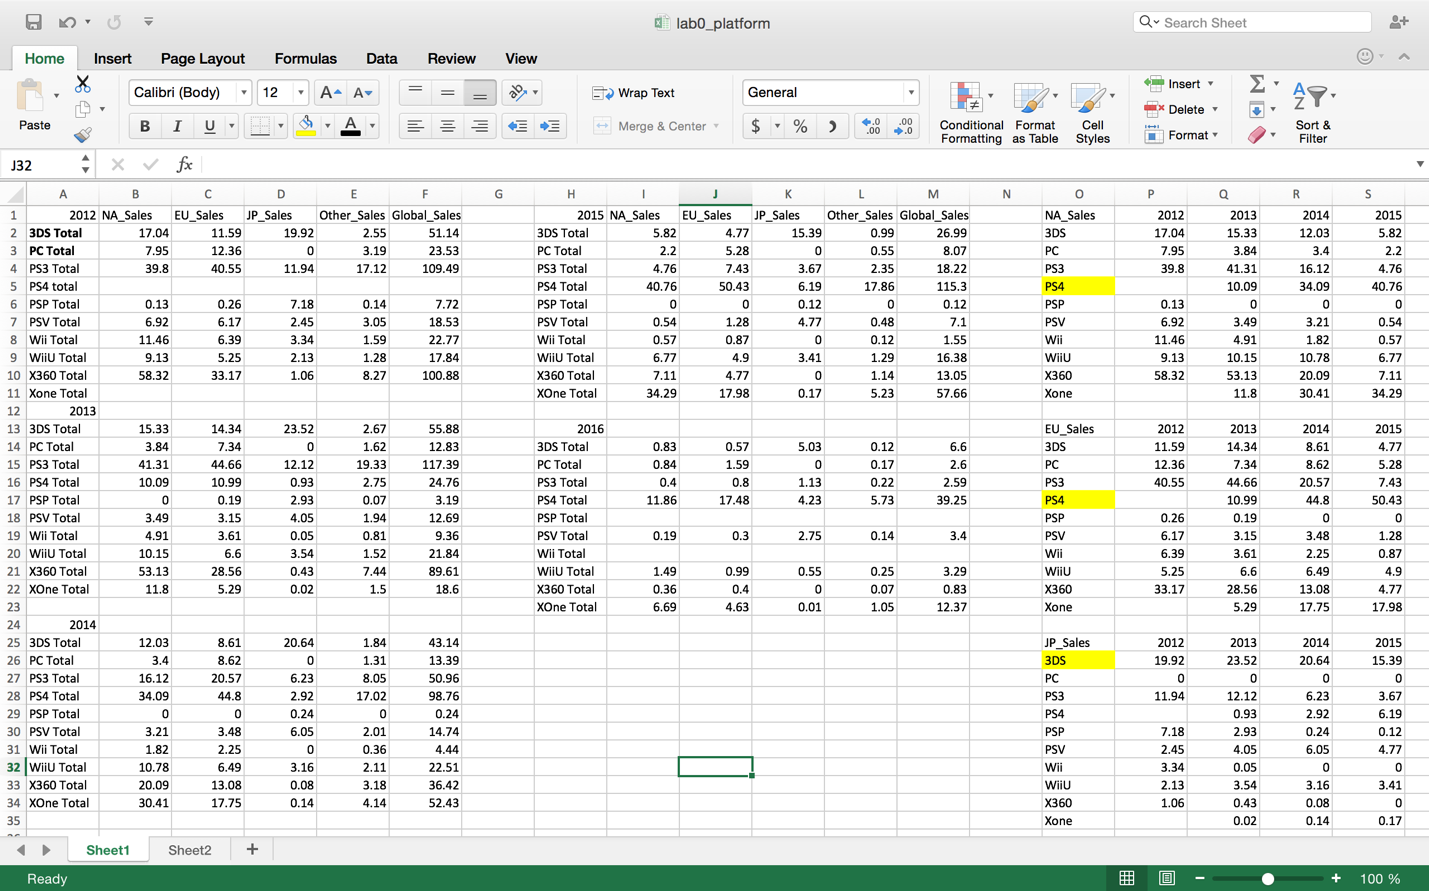 lab0_platform
Search Sheet
Home Insert Page Layout Formulas Data Review View
Paste
Calibri (Body) 12 A A
B I U A
Wrap Text
Merge & Center
General
$ % ) .00 .0
Conditional Formatting
Format as Table
Cell Styles
Insert
Delete
Format
Sort & Filter
J32 fx
A B C D E F G H I J K L M N O P Q R S
1 2012 NA_Sales EU_Sales JP_Sales Other_Sales Global_Sales 2015 NA_Sales EU_Sales JP_Sales Other_Sales Global_Sales NA_Sales 2012 2013 2014 2015
2 3DS Total 17.04 11.59 19.92 2.55 51.14 3DS Total 5.82 4.77 15.39 0.99 26.99 3DS 17.04 15.33 12.03 5.82
3 PC Total 7.95 12.36 0 3.19 23.53 PC Total 2.2 5.28 0 0.55 8.07 PC 7.95 3.84 3.4 2.2
4 PS3 Total 39.8 40.55 11.94 17.12 109.49 PS3 Total 4.76 7.43 3.67 2.35 18.22 PS3 39.8 41.31 16.12 4.76
5 PS4 total PS4 Total 40.76 50.43 6.19 17.86 115.3 PS4 10.09 34.09 40.76
6 PSP Total 0.13 0.26 7.18 0.14 7.72 PSP Total 0 0 0.12 0 0.12 PSP 0.13 0 0 0
7 PSV Total 6.92 6.17 2.45 3.05 18.53 PSV Total 0.54 1.28 4.77 0.48 7.1 PSV 6.92 3.49 3.21 0.54
8 Wii Total 11.46 6.39 3.34 1.59 22.77 Wii Total 0.57 0.87 0 0.12 1.55 Wii 11.46 4.91 1.82 0.57
9 WiiU Total 9.13 5.25 2.13 1.28 17.84 WiiU Total 6.77 4.9 3.41 1.29 16.38 WiiU 9.13 10.15 10.78 6.77
10 X360 Total 58.32 33.17 1.06 8.27 100.88 X360 Total 7.11 4.77 0 1.14 13.05 X360 58.32 53.13 20.09 7.11
11 Xone Total XOne Total 34.29 17.98 0.17 5.23 57.66 Xone 11.8 30.41 34.29
12 2013
13 3DS Total 15.33 14.34 23.52 2.67 55.88 2016 EU_Sales 2012 2013 2014 2015
14 PC Total 3.84 7.34 0 1.62 12.83 3DS Total 0.83 0.57 5.03 0.12 6.6 3DS 11.59 14.34 8.61 4.77
15 PS3 Total 41.31 44.66 12.12 19.33 117.39 PC Total 0.84 1.59 0 0.17 2.6 PC 12.36 7.34 8.62 5.28
16 PS4 Total 10.09 10.99 0.93 2.75 24.76 PS3 Total 0.4 0.8 1.13 0.22 2.59 PS3 40.55 44.66 20.57 7.43
17 PSP Total 0 0.19 2.93 0.07 3.19 PS4 Total 11.86 17.48 4.23 5.73 39.25 PS4 10.99 44.8 50.43
18 PSV Total 3.49 3.15 4.05 1.94 12.69 PSP Total PSP 0.26 0.19 0 0
19 Wii Total 4.91 3.61 0.05 0.81 9.36 PSV Total 0.19 0.3 2.75 0.14 3.4 PSV 6.17 3.15 3.48 1.28
20 WiiU Total 10.15 6.6 3.54 1.52 21.84 Wii Total Wii 6.39 3.61 2.25 0.87
21 X360 Total 53.13 28.56 0.43 7.44 89.61 WiiU Total 1.49 0.99 0.55 0.25 3.29 WiiU 5.25 6.6 6.49 4.9
22 XOne Total 11.8 5.29 0.02 1.5 18.6 X360 Total 0.36 0.4 0 0.07 0.83 X360 33.17 28.56 13.08 4.77
23 XOne Total 6.69 4.63 0.01 1.05 12.37 Xone 5.29 17.75 17.98
24 2014
25 3DS Total 12.03 8.61 20.64 1.84 43.14 JP_Sales 2012 2013 2014 2015
26 PC Total 3.4 8.62 0 1.31 13.39 3DS 19.92 23.52 20.64 15.39
27 PS3 Total 16.12 20.57 6.23 8.05 50.96 PC 0 0 0 0
28 PS4 Total 34.09 44.8 2.92 17.02 98.76 PS3 11.94 12.12 6.23 3.67
29 PSP Total 0 0 0.24 0 0.24 PS4 0.93 2.92 6.19
30 PSV Total 3.21 3.48 6.05 2.01 14.74 PSP 7.18 2.93 0.24 0.12
31 Wii Total 1.82 2.25 0 0.36 4.44 PSV 2.45 4.05 6.05 4.77
32 WiiU Total 10.78 6.49 3.16 2.11 22.51 Wii 3.34 0.05 0 0
33 X360 Total 20.09 13.08 0.08 3.18 36.42 WiiU 2.13 3.54 3.16 3.41
34 XOne Total 30.41 17.75 0.14 4.14 52.43 X360 1.06 0.43 0.08 0
35 Xone 0.02 0.14 0.17
Sheet1 Sheet2 +
Ready 100 %